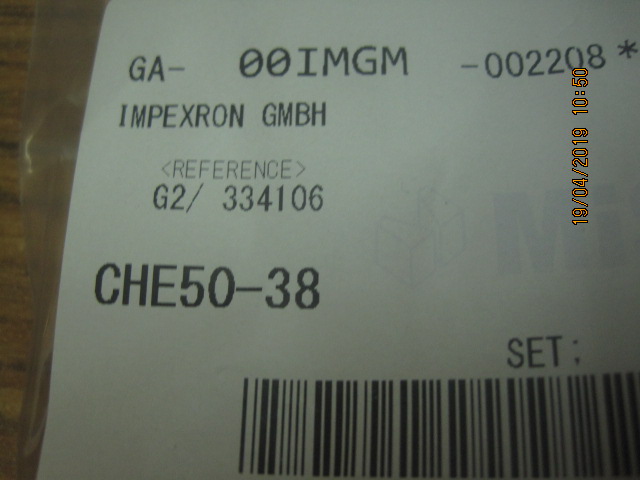 GA- 00IMGM -002208 *
IMPEXRON GMBH
<REFERENCE>
G2/ 334106
CHE50-38
SET:
19/04/2019 10:50